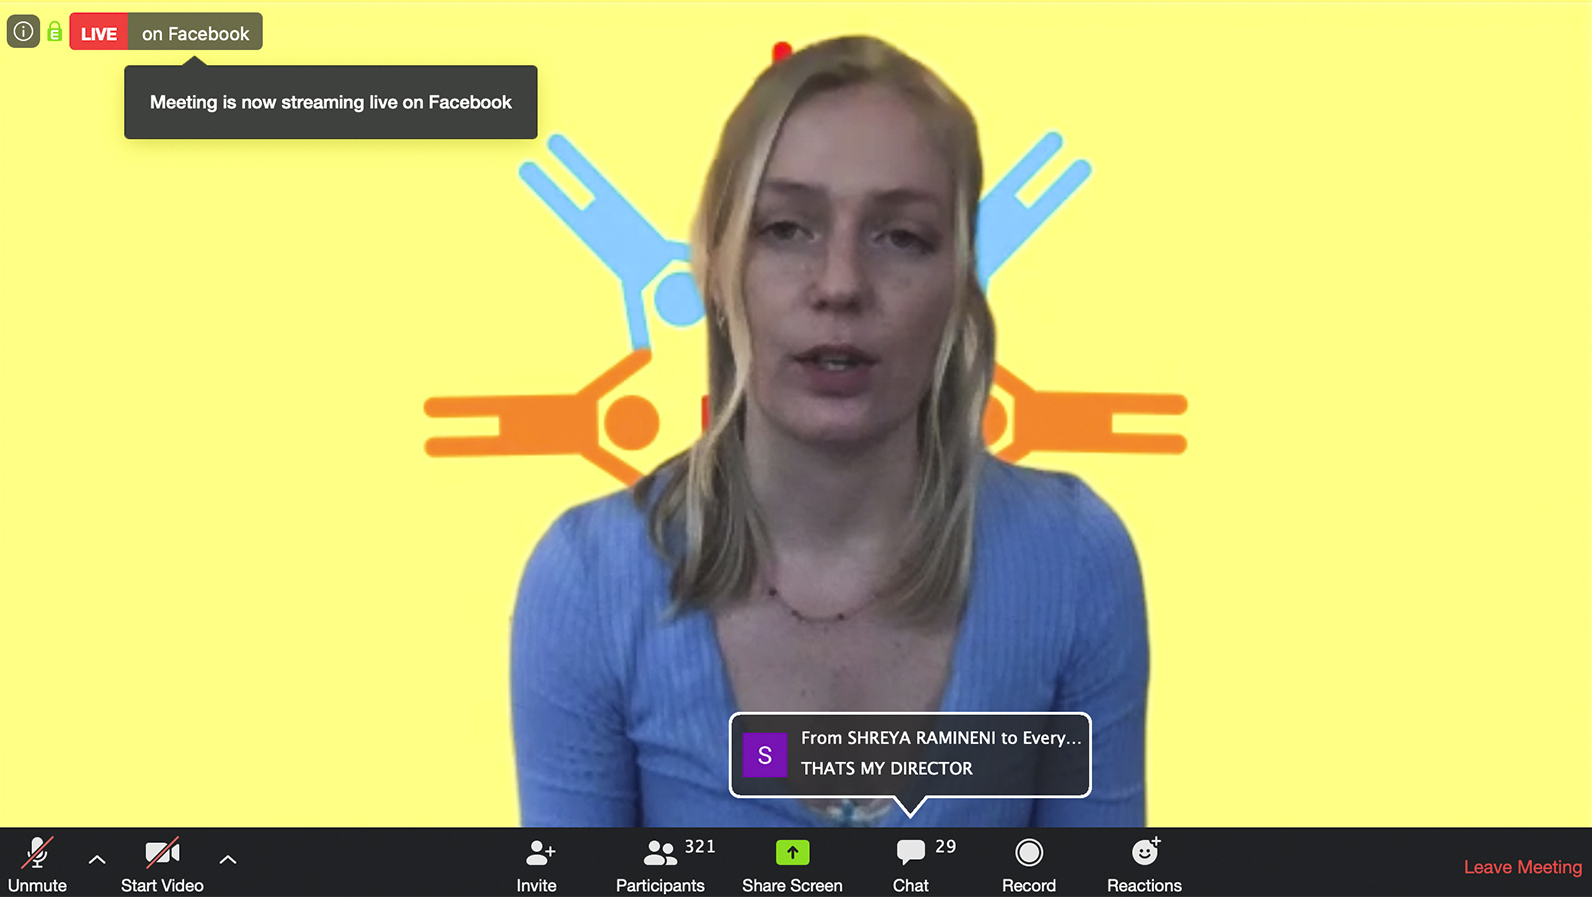 LIVE on Facebook
Meeting is now streaming live on Facebook
S
From SHREYA RAMINENI to Every...
THATS MY DIRECTOR
321
29
Unmute
Start Video
Invite
Participants
Share Screen
Chat
Record
Reactions
Leave Meeting